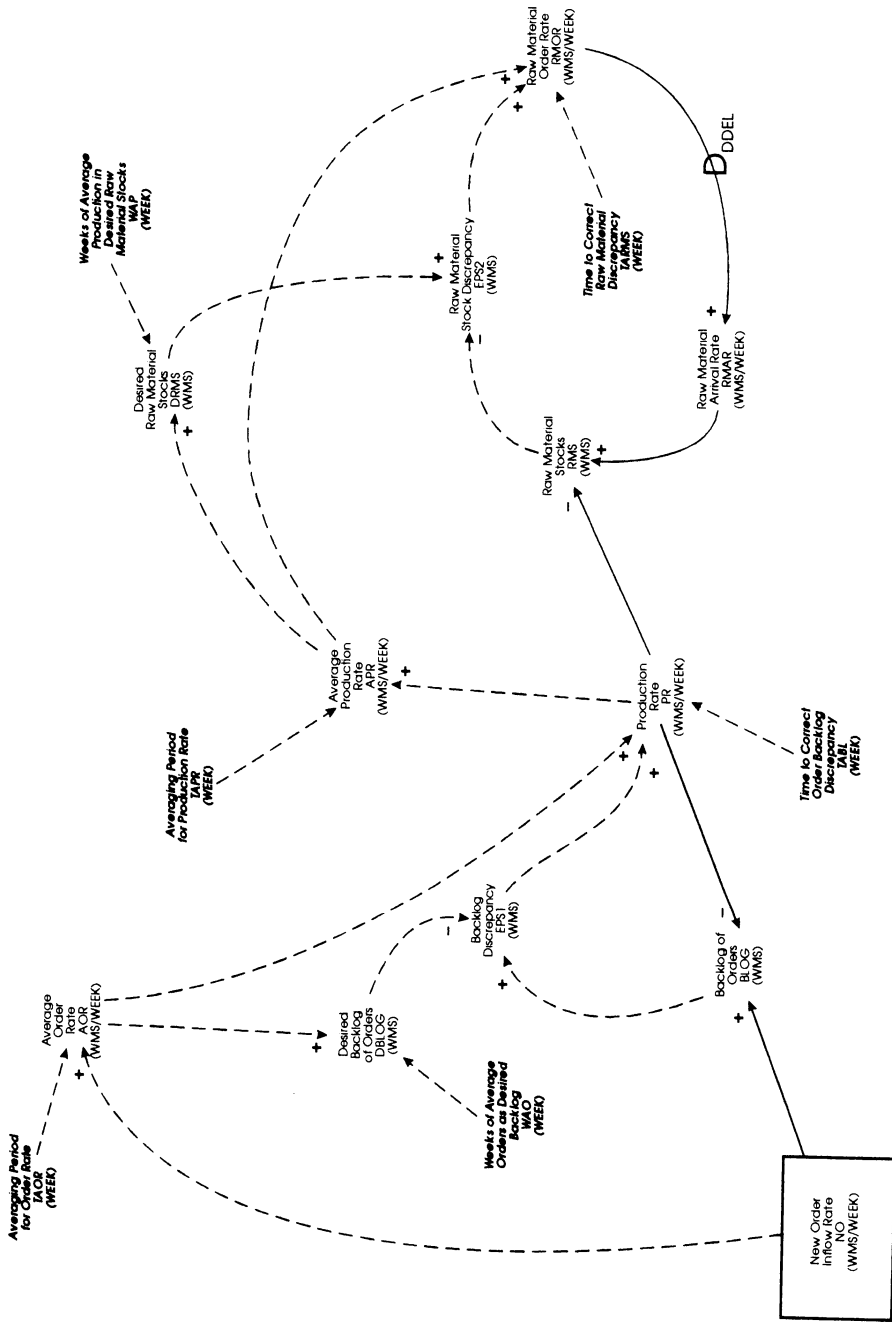 Averaging Period
for Order Rate
TAOR
(WEEK)
Average
Order
Rate
AOR
(WMS/WEEK)
+
+
Desired
Backlog
of Orders
DBLOG
(WMS)
Weeks of Average
Orders as Desired
Backlog
WAO
(WEEK)
−
Backlog
Discrepancy
EPS1
(WMS)
+
New Order
Inflow Rate
NO
(WMS/WEEK)
+
Backlog of
Orders
BLOG
(WMS)
−
Averaging Period
for Production Rate
TAPR
(WEEK)
Average
Production
Rate
APR
(WMS/WEEK)
+
+
+
Production
Rate
PR
(WMS/WEEK)
Time to Correct
Order Backlog
Discrepancy
TABL
(WEEK)
Weeks of Average
Production in
Desired Raw
Material Stocks
WAP
(WEEK)
Desired
Raw Material
Stocks
DRMS
(WMS)
+
+
Raw Material
Stock Discrepancy
EPS2
(WMS)
−
Raw Material
Stocks
RMS
(WMS)
−
+
Time to Correct
Raw Material
Discrepancy
TARMS
(WEEK)
Raw Material
Arrival Rate
RMAR
(WMS/WEEK)
+
D
DDEL
Raw Material
Order Rate
RMOR
(WMS/WEEK)
+
+